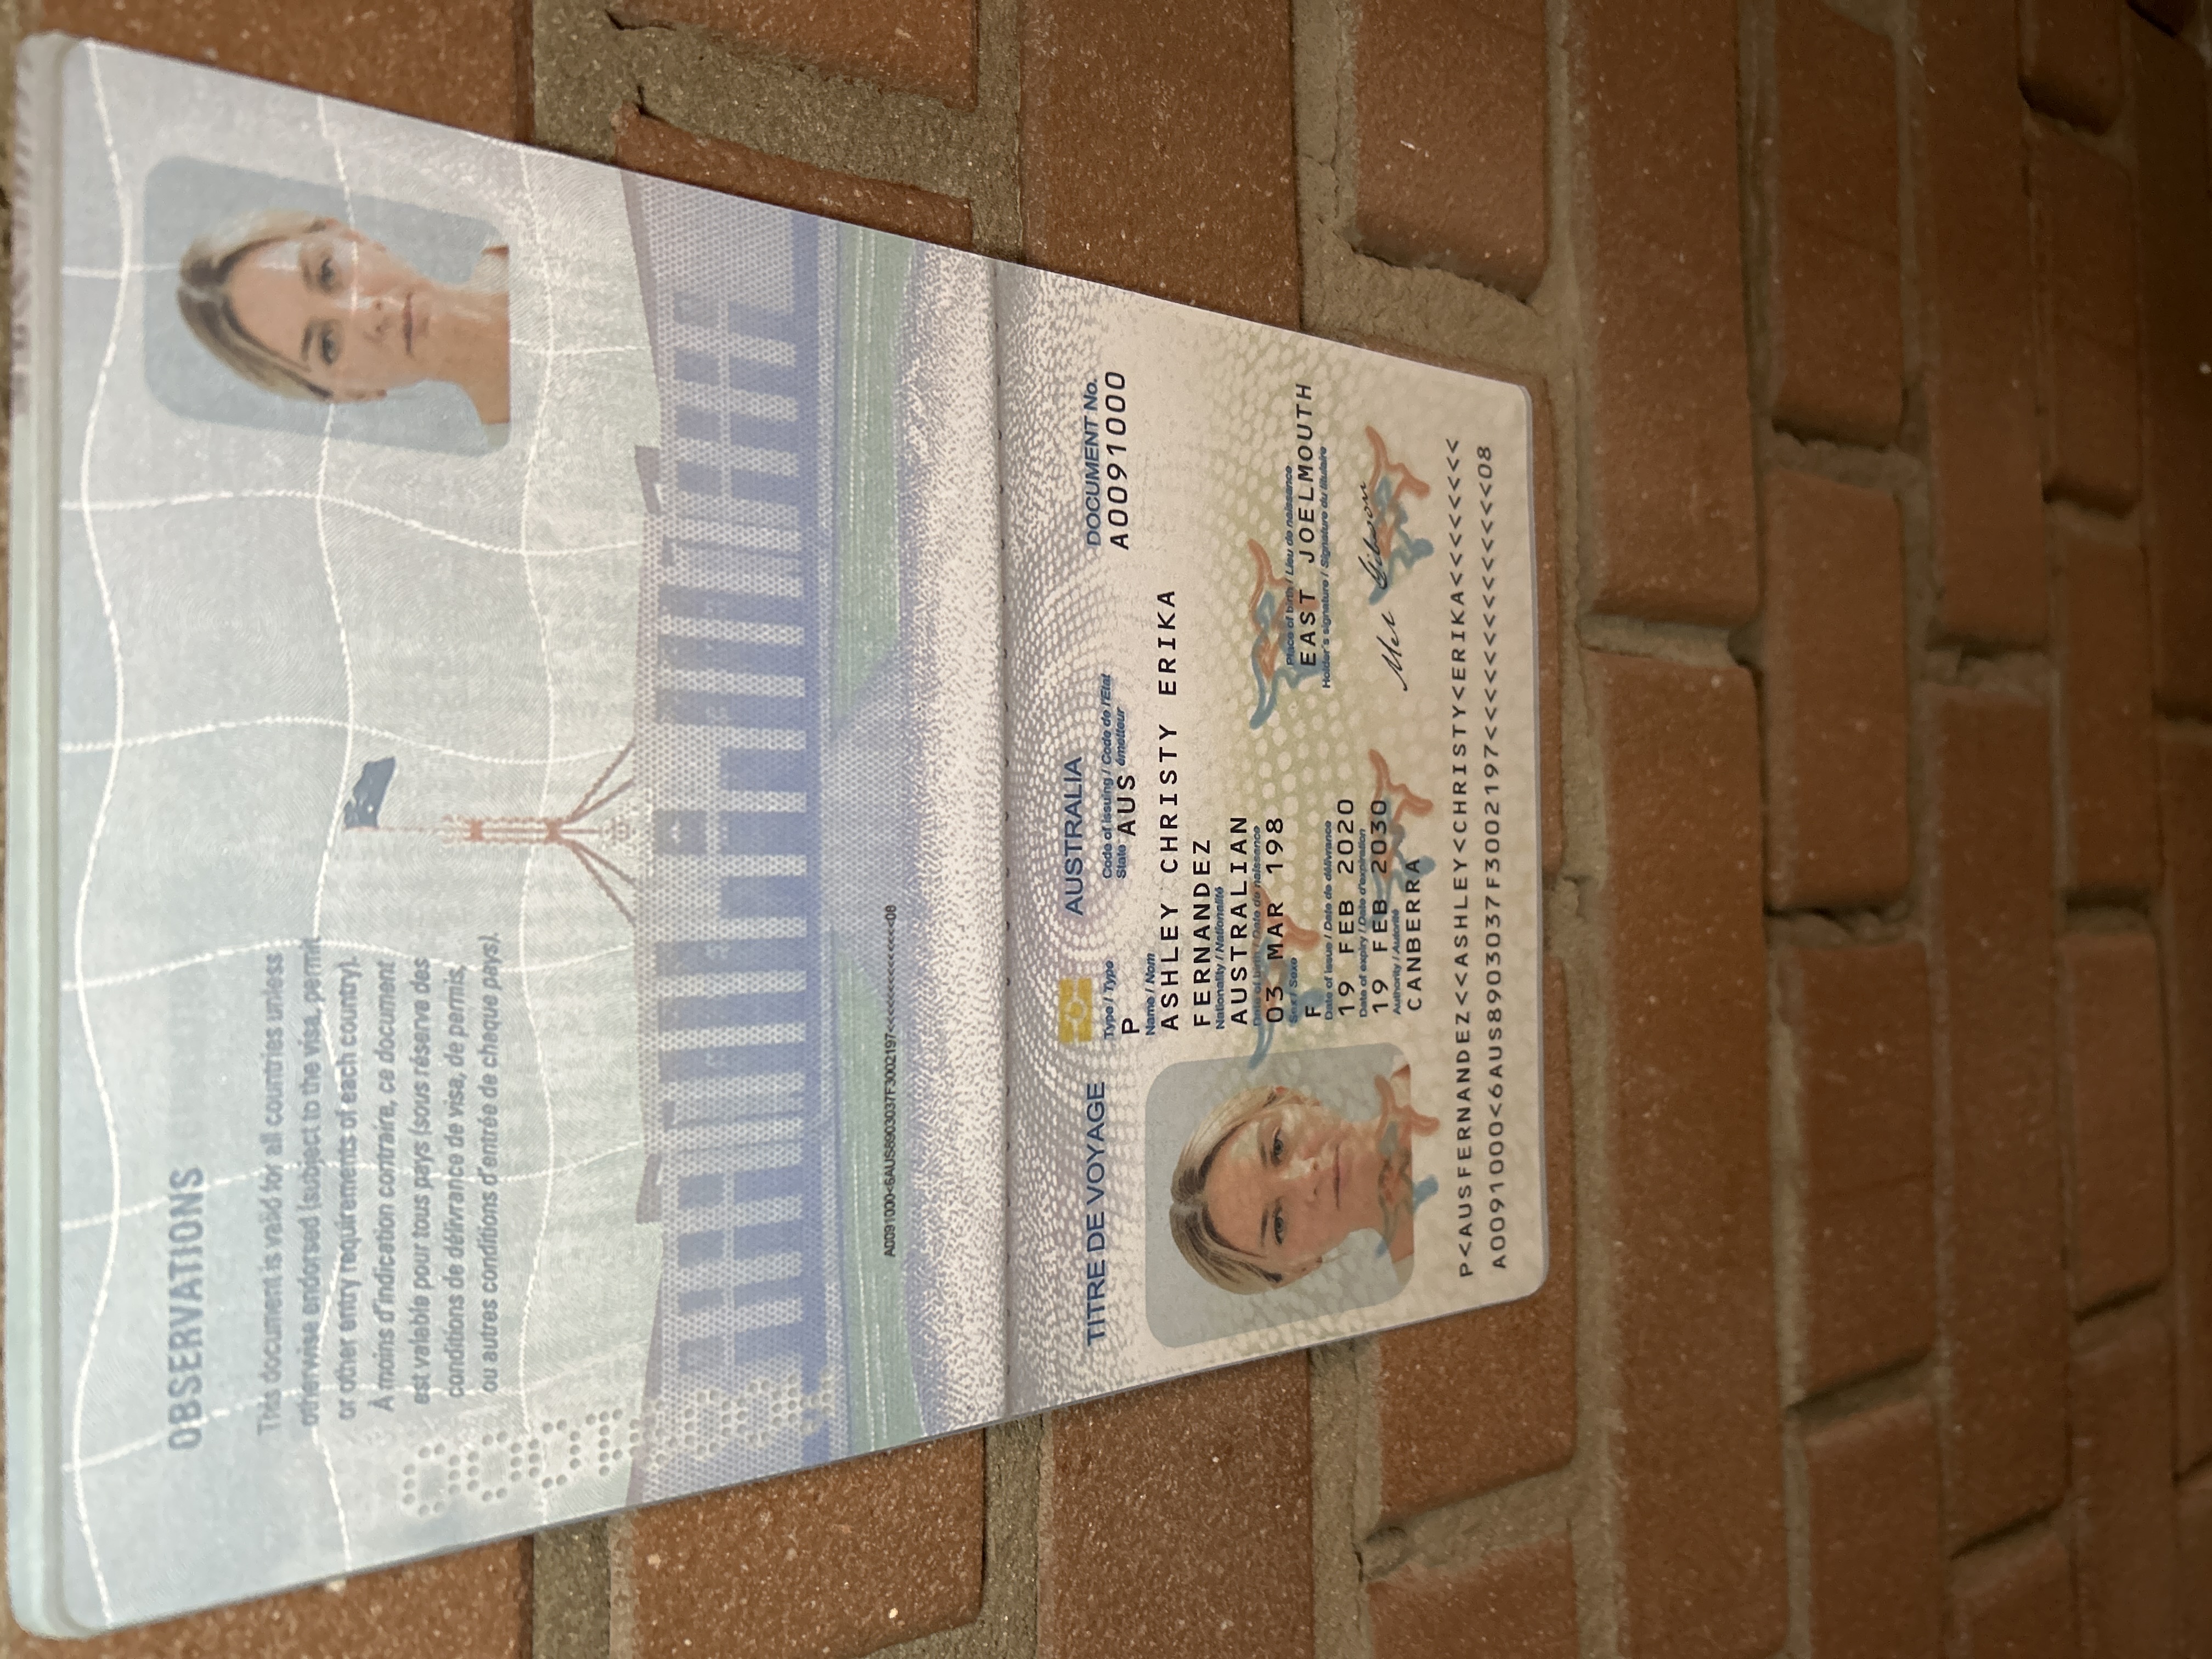 OBSERVATIONS
This document is valid for all countries unless
otherwise endorsed (subject to the visa, permit
or other entry requirements of each country).
À moins d'indication contraire, ce document
est valable pour tous pays (sous réserve des
conditions de délivrance de visa, de permis,
ou autres conditions d'entrée de chaque pays).
A0091000<6AUS8903037F3002197<<<<<<<<<<<<<<08
TITRE DE VOYAGE
AUSTRALIA
DOCUMENT No.
A0091000
Type / Type
Code of issuing / Code de l'Etat
State émetteur
P
AUS
Name / Nom
ASHLEY CHRISTY ERIKA
FERNANDEZ
Nationality / Nationalité
AUSTRALIAN
Date of birth / Date de naissance
03 MAR 198
Sex / Sexe
F
Place of birth / Lieu de naissance
EAST JOELMOUTH
Date of issue / Date de délivrance
19 FEB 2020
Holder's signature / Signature du titulaire
Date of expiry / Date d'expiration
19 FEB 2030
Mel Gibson
Authority / Autorité
CANBERRA
P<AUSFERNANDEZ<<ASHLEY<CHRISTY<ERIKA<<<<<<<<
A0091000<6AUS8903037F3002197<<<<<<<<<<<<<<08